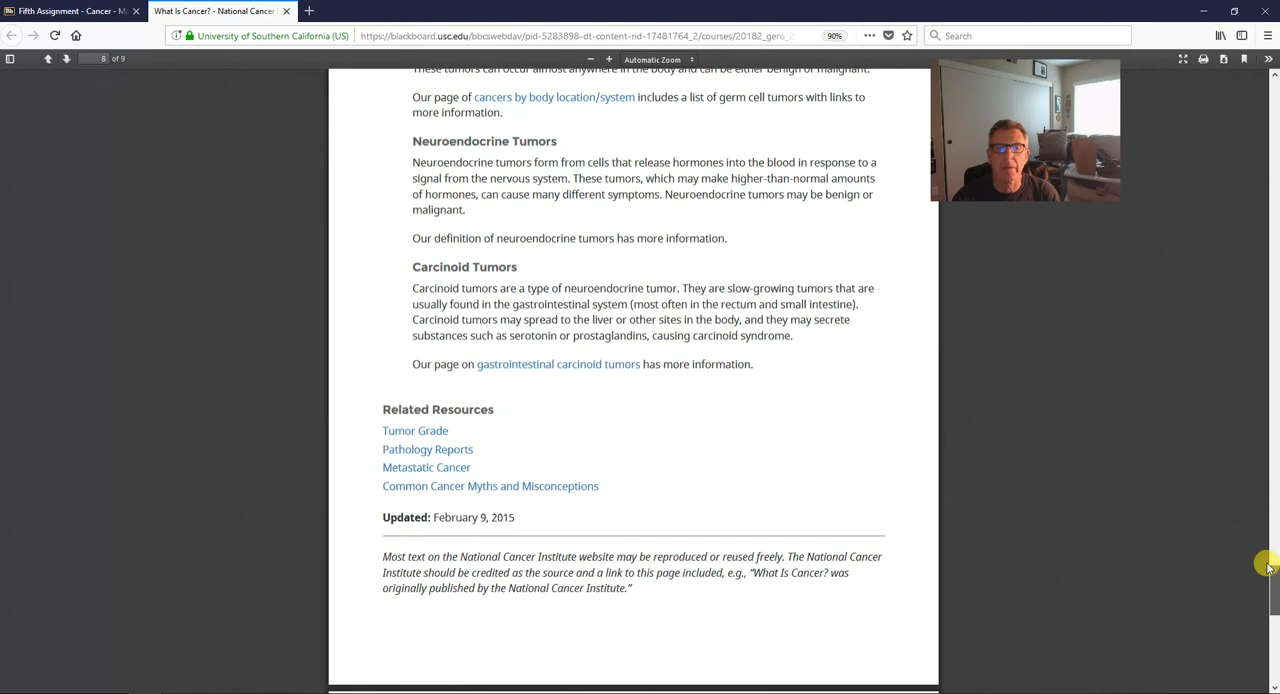 Fifth Assignment - Cancer - M
What Is Cancer? - National Cancer
University of Southern California (US)
https://blackboard.usc.edu/bbcswebdav/pid-5283898-dt-content-rid-17481764_2/courses/20182_gero_
90%
Search
8 of 9
Automatic Zoom
These tumors can occur almost anywhere in the body and can be either benign or malignant.
Our page of cancers by body location/system includes a list of germ cell tumors with links to
more information.
Neuroendocrine Tumors
Neuroendocrine tumors form from cells that release hormones into the blood in response to a
signal from the nervous system. These tumors, which may make higher-than-normal amounts
of hormones, can cause many different symptoms. Neuroendocrine tumors may be benign or
malignant.
Our definition of neuroendocrine tumors has more information.
Carcinoid Tumors
Carcinoid tumors are a type of neuroendocrine tumor. They are slow-growing tumors that are
usually found in the gastrointestinal system (most often in the rectum and small intestine).
Carcinoid tumors may spread to the liver or other sites in the body, and they may secrete
substances such as serotonin or prostaglandins, causing carcinoid syndrome.
Our page on gastrointestinal carcinoid tumors has more information.
Related Resources
Tumor Grade
Pathology Reports
Metastatic Cancer
Common Cancer Myths and Misconceptions
Updated: February 9, 2015
Most text on the National Cancer Institute website may be reproduced or reused freely. The National Cancer
Institute should be credited as the source and a link to this page included, e.g., “What Is Cancer? was
originally published by the National Cancer Institute.”